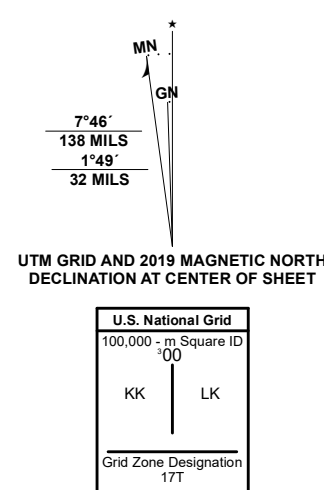 ★
MN
GN
7°46´
138 MILS
1°49´
32 MILS
UTM GRID AND 2019 MAGNETIC NORTH
DECLINATION AT CENTER OF SHEET
U.S. National Grid
100,000 - m Square ID
³00
KK LK
Grid Zone Designation
17T